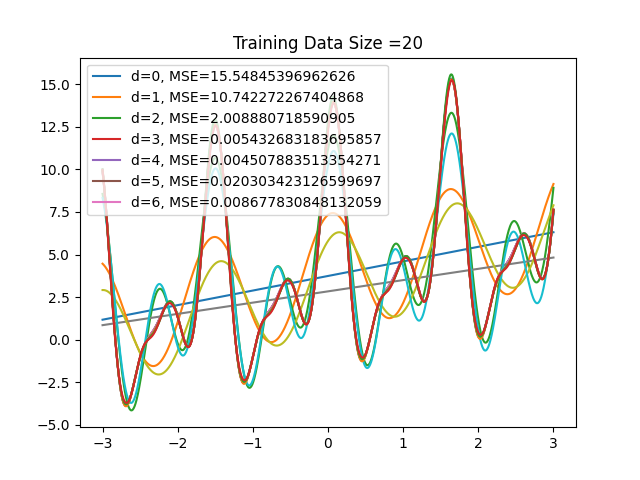 Training Data Size =20
d=0, MSE=15.54845396962626
d=1, MSE=10.742272267404868
d=2, MSE=2.008880718590905
d=3, MSE=0.005432683183695857
d=4, MSE=0.004507883513354271
d=5, MSE=0.020303423126599697
d=6, MSE=0.008677830848132059
15.0
12.5
10.0
7.5
5.0
2.5
0.0
−2.5
−5.0
−3 −2 −1 0 1 2 3